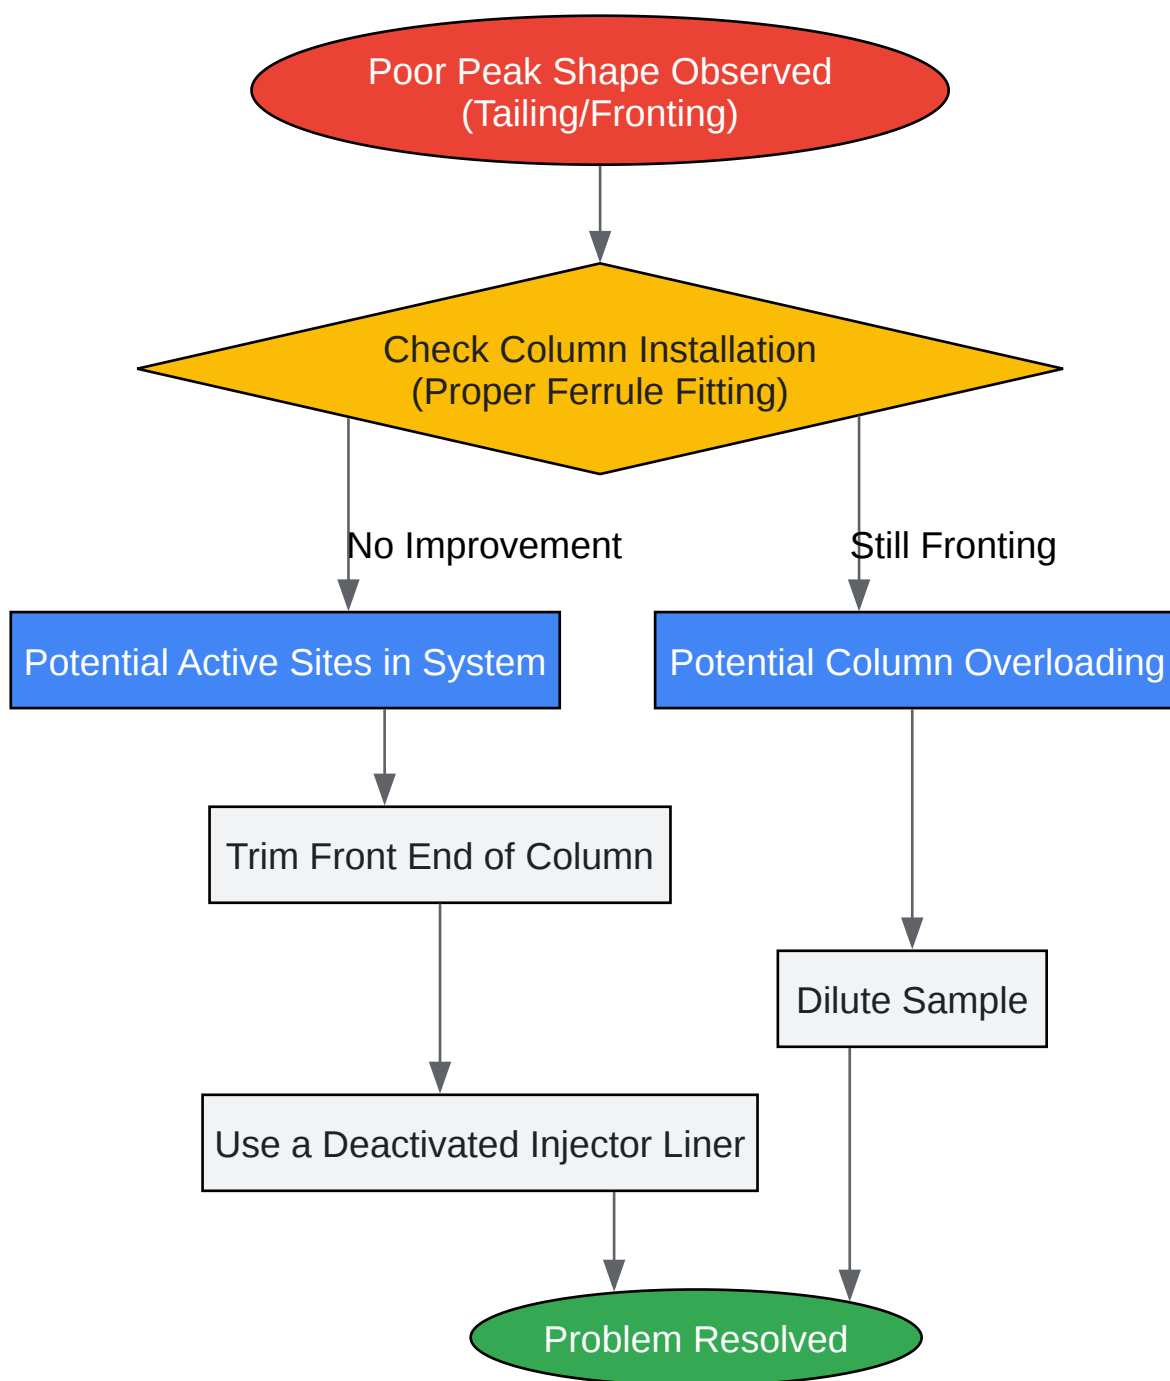 Poor Peak Shape Observed
(Tailing/Fronting)
Check Column Installation
(Proper Ferrule Fitting)
No Improvement
Still Fronting
Potential Active Sites in System
Potential Column Overloading
Trim Front End of Column
Dilute Sample
Use a Deactivated Injector Liner
Problem Resolved